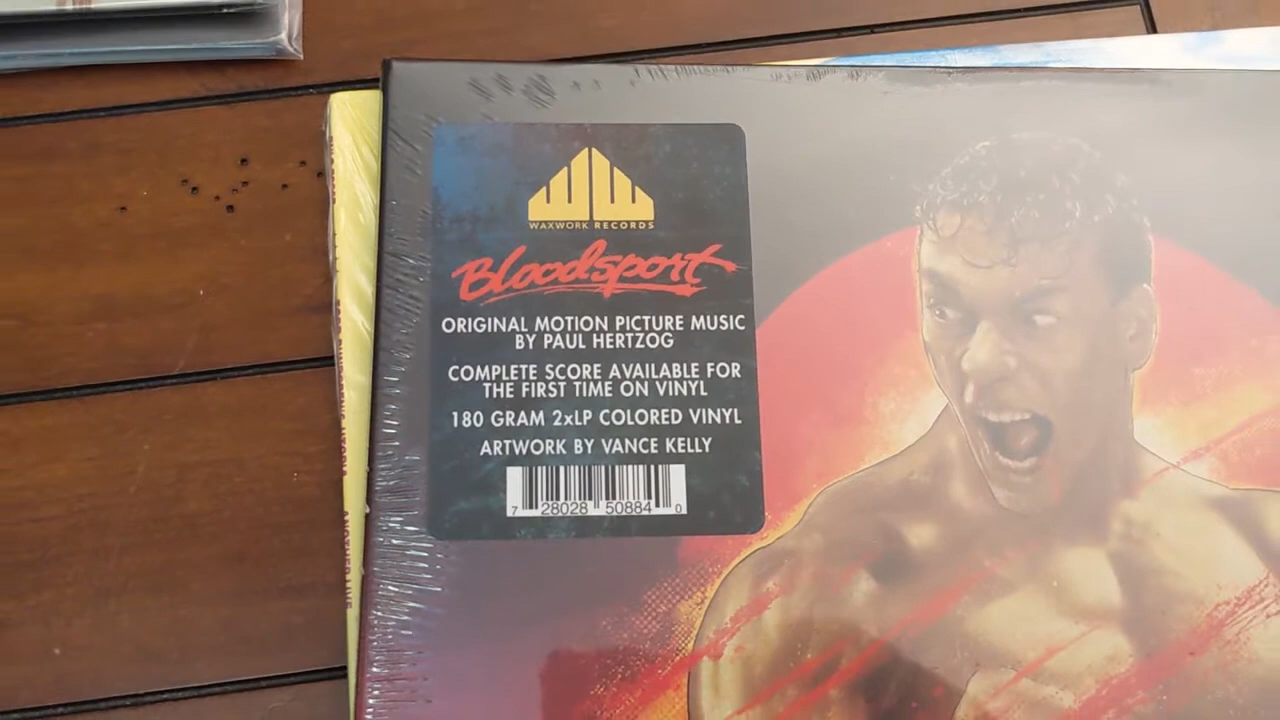 WAXWORK RECORDS
Bloodsport
ORIGINAL MOTION PICTURE MUSIC
BY PAUL HERTZOG
COMPLETE SCORE AVAILABLE FOR
THE FIRST TIME ON VINYL
180 GRAM 2xLP COLORED VINYL
ARTWORK BY VANCE KELLY
7 28028 50884 0